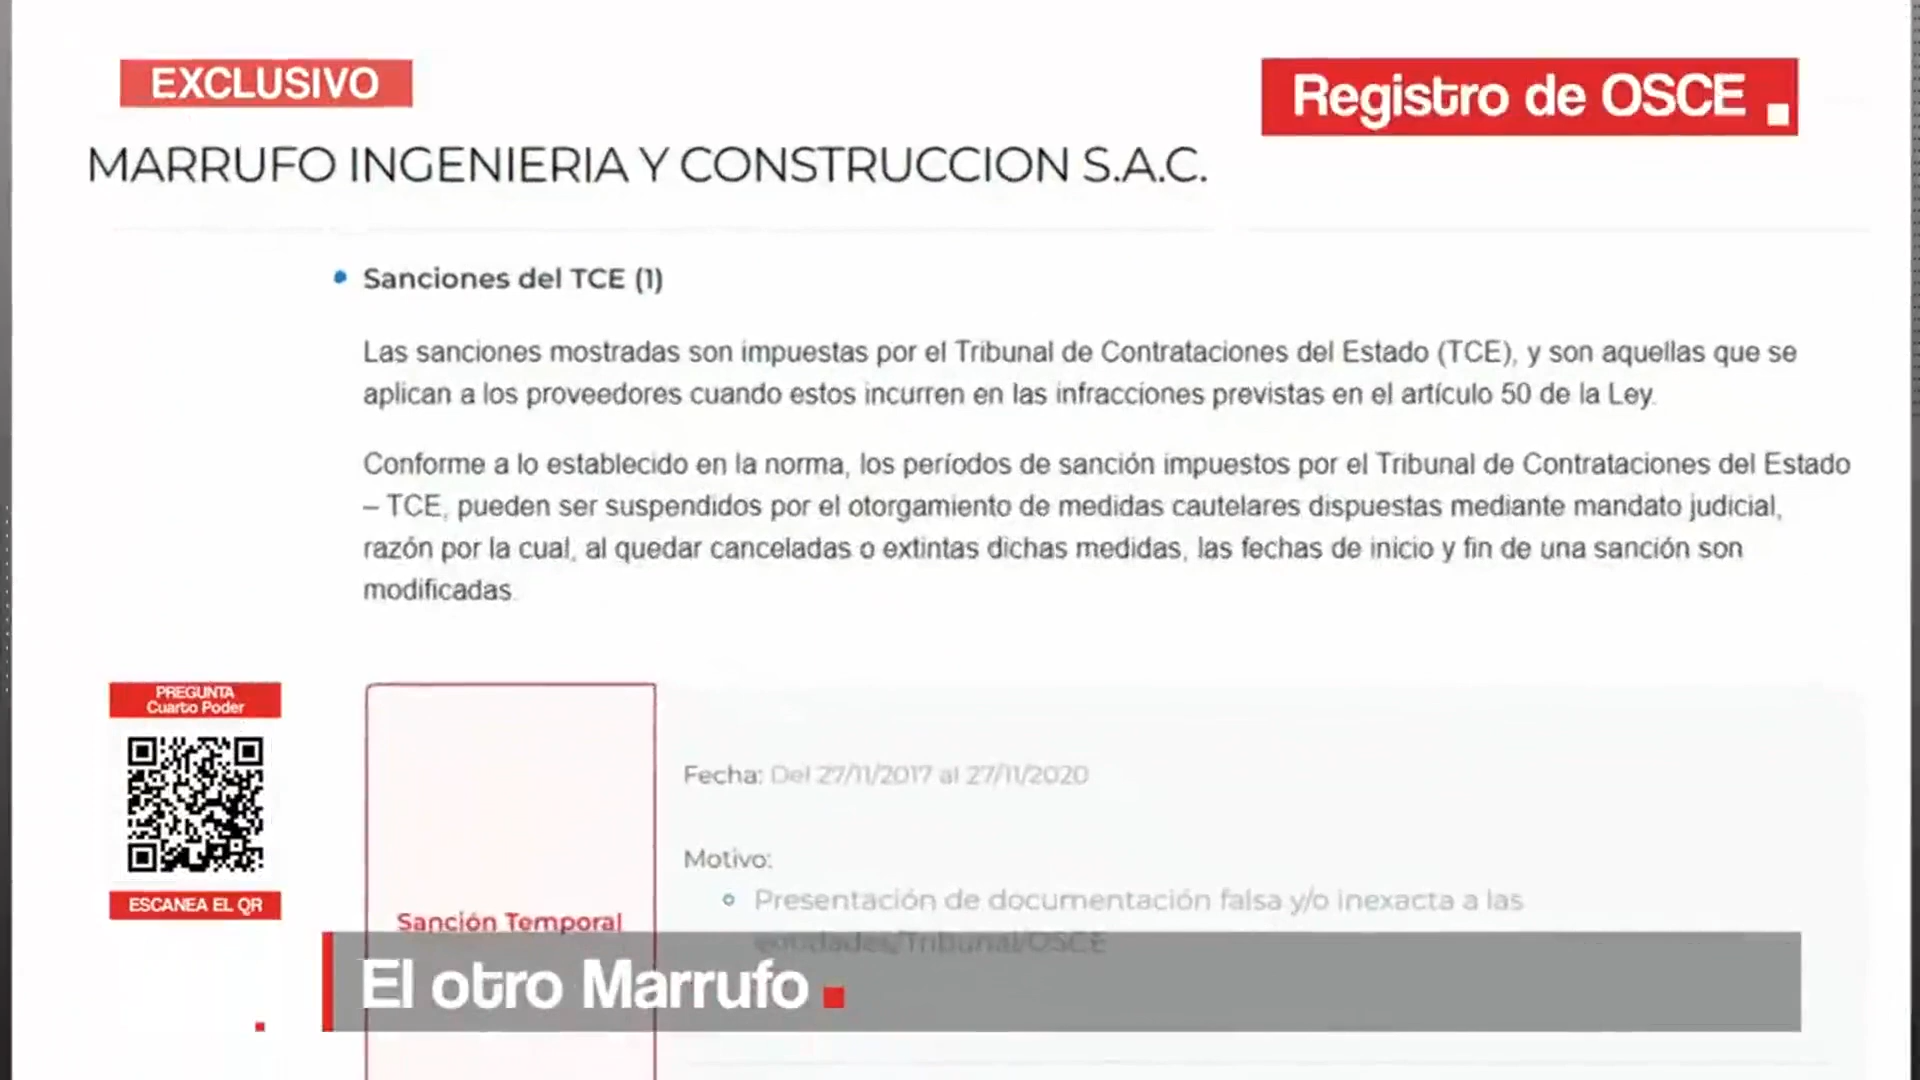 EXCLUSIVO
Registro de OSCE
MARRUFO INGENIERIA Y CONSTRUCCION S.A.C.
Sanciones del TCE (1)
Las sanciones mostradas son impuestas por el Tribunal de Contrataciones del Estado (TCE), y son aquellas que se
aplican a los proveedores cuando estos incurren en las infracciones previstas en el artículo 50 de la Ley.
Conforme a lo establecido en la norma, los períodos de sanción impuestos por el Tribunal de Contrataciones del Estado
– TCE, pueden ser suspendidos por el otorgamiento de medidas cautelares dispuestas mediante mandato judicial,
razón por la cual, al quedar canceladas o extintas dichas medidas, las fechas de inicio y fin de una sanción son
modificadas.
PREGUNTA
Cuarto Poder
ESCANEA EL QR
Sanción Temporal
Fecha: Del 27/11/2017 al 27/11/2020
Motivo:
Presentación de documentación falsa y/o inexacta a las
entidades/Tribunal/OSCE
El otro Marrufo